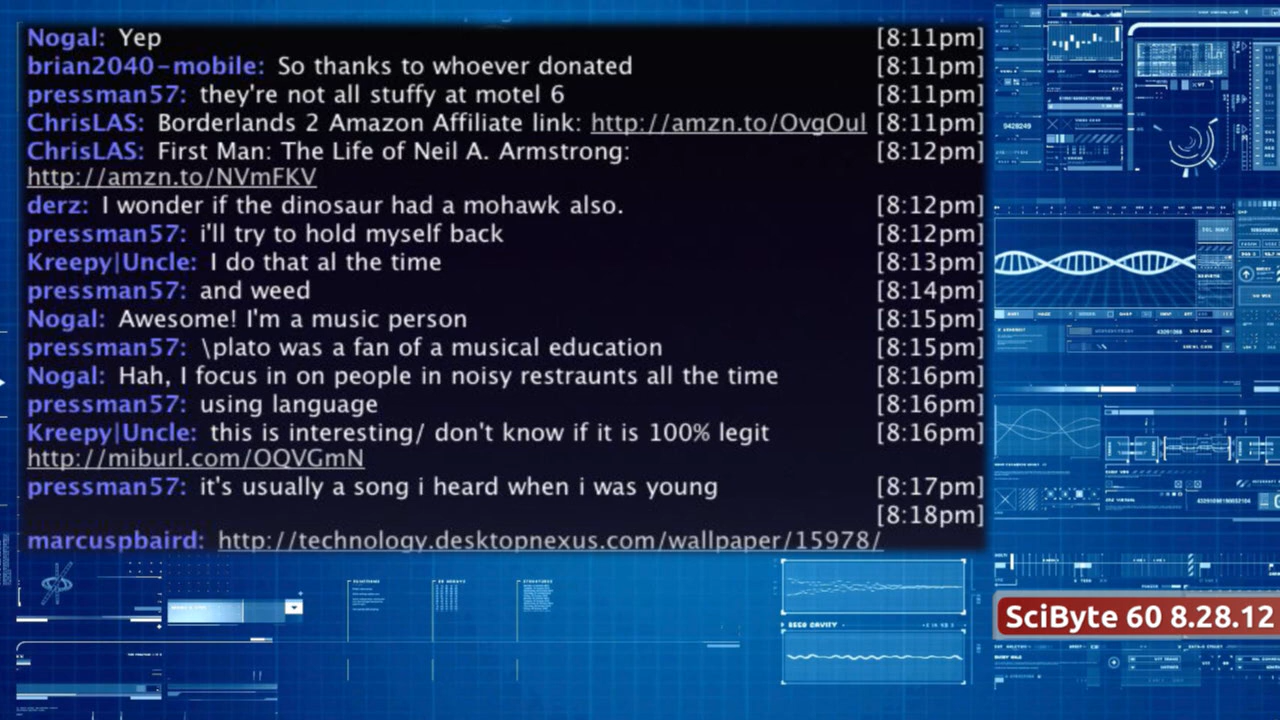 Nogal: Yep [8:11pm]
brian2040-mobile: So thanks to whoever donated [8:11pm]
pressman57: they're not all stuffy at motel 6 [8:11pm]
ChrisLAS: Borderlands 2 Amazon Affiliate link: http://amzn.to/OvgOul [8:11pm]
ChrisLAS: First Man: The Life of Neil A. Armstrong: [8:12pm]
http://amzn.to/NVmFKV
derz: I wonder if the dinosaur had a mohawk also. [8:12pm]
pressman57: i'll try to hold myself back [8:12pm]
Kreepy|Uncle: I do that al the time [8:13pm]
pressman57: and weed [8:14pm]
Nogal: Awesome! I'm a music person [8:15pm]
pressman57: \plato was a fan of a musical education [8:15pm]
Nogal: Hah, I focus in on people in noisy restraunts all the time [8:16pm]
pressman57: using language [8:16pm]
Kreepy|Uncle: this is interesting/ don't know if it is 100% legit [8:16pm]
http://miburl.com/OQVGmN
pressman57: it's usually a song i heard when i was young [8:17pm]
[8:18pm]
marcuspbaird: http://technology.desktopnexus.com/wallpaper/15978/
SciByte 60 8.28.12